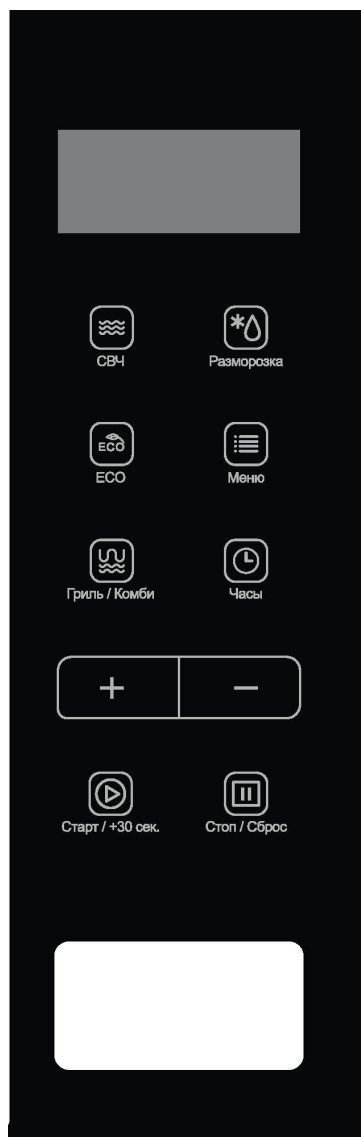 СВЧ
Разморозка
ECO
ECO
Меню
Гриль / Комби
Часы
+
−
Старт / +30 сек.
Стоп / Сброс